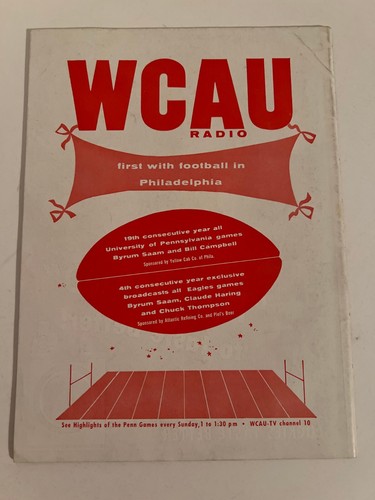 WCAU
RADIO
first with football in
Philadelphia
19th consecutive year all
University of Pennsylvania games
Byrum Saam and Bill Campbell
Sponsored by Yellow Cab Co. of Phila.
4th consecutive year exclusive
broadcasts all Eagles games
Byrum Saam, Claude Haring
and Chuck Thompson
Sponsored by Atlantic Refining Co. and Piel's Beer
See Highlights of the Penn Games every Sunday, 1 to 1:30 pm • WCAU-TV channel 10